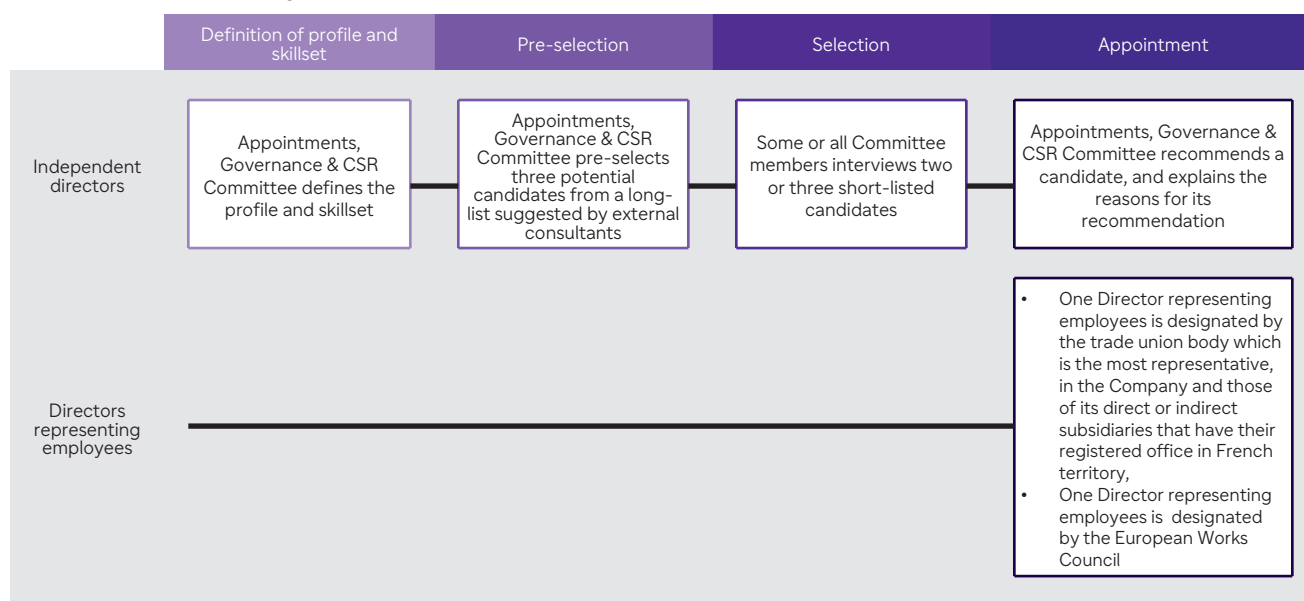 Definition of profile and
skillset
Pre-selection
Selection
Appointment
Independent
directors
Appointments,
Governance & CSR
Committee defines the
profile and skillset
Appointments,
Governance & CSR
Committee pre-selects
three potential
candidates from a long-
list suggested by external
consultants
Some or all Committee
members interviews two
or three short-listed
candidates
Appointments, Governance &
CSR Committee recommends a
candidate, and explains the
reasons for its
recommendation
Directors
representing
employees
• One Director representing
employees is designated by
the trade union body which
is the most representative,
in the Company and those
of its direct or indirect
subsidiaries that have their
registered office in French
territory,
• One Director representing
employees is designated
by the European Works
Council